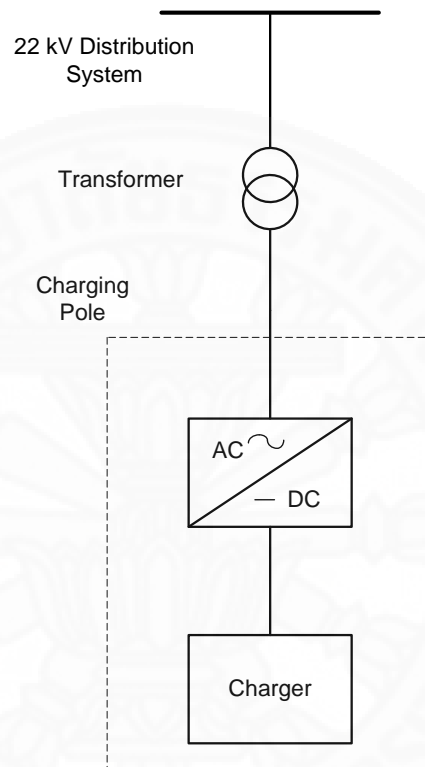 22 kV Distribution
System
Transformer
Charging
Pole
AC
DC
Charger